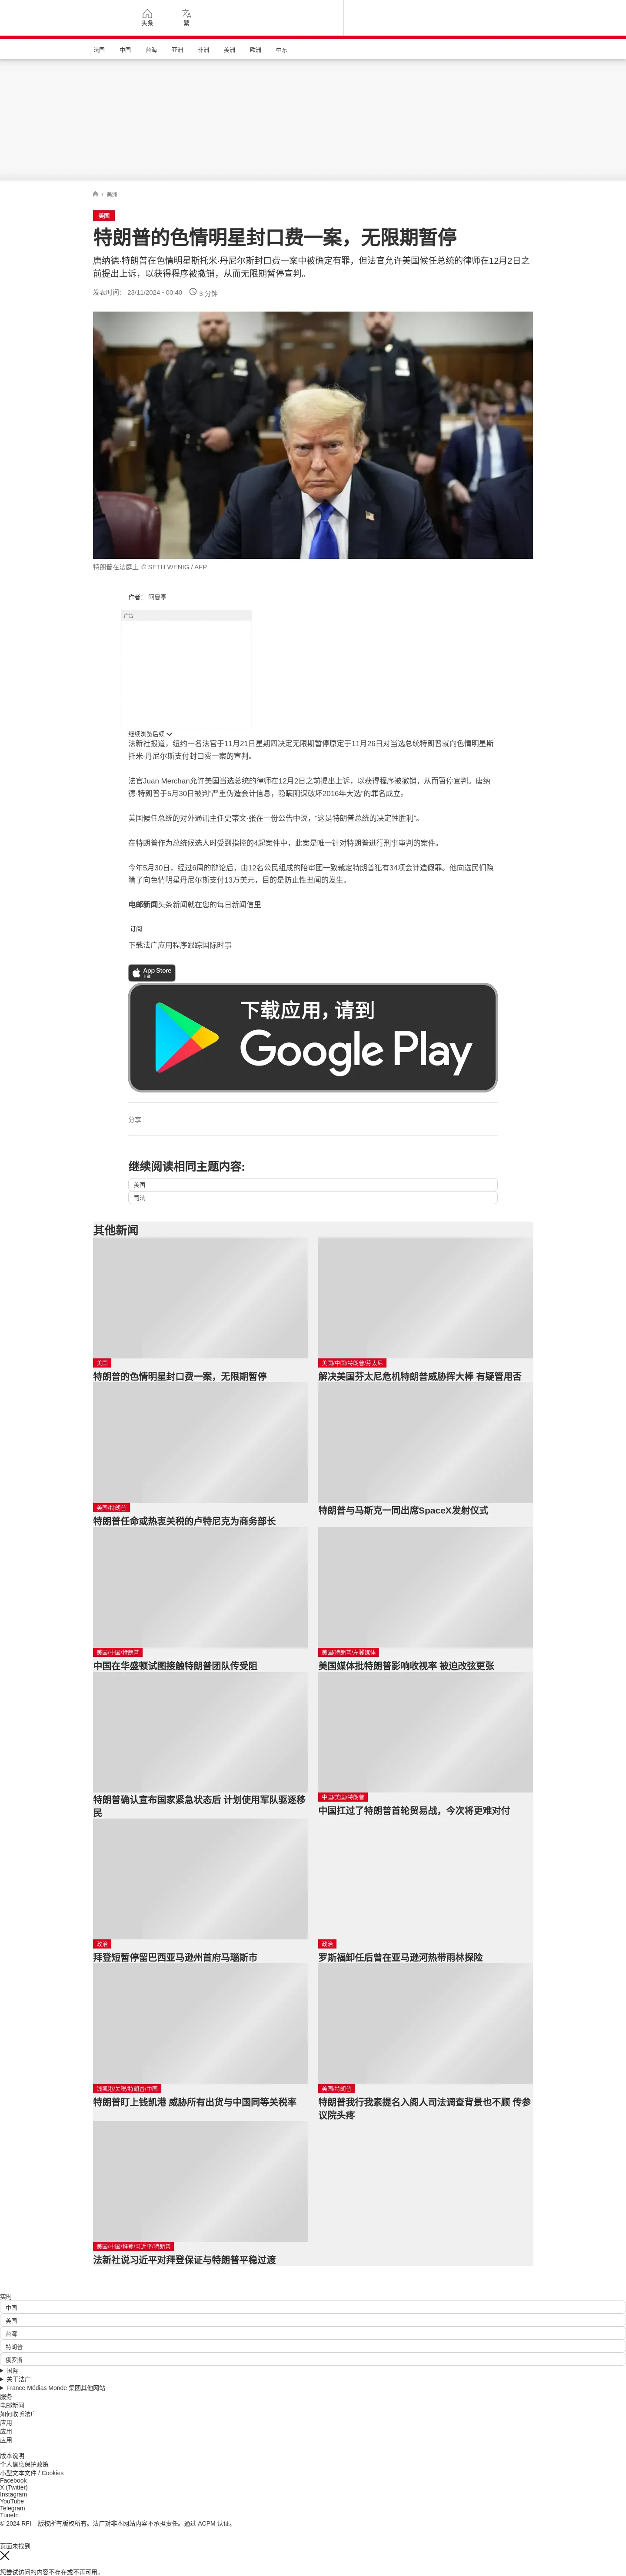 头条
繁
法国 中国 台海 亚洲 非洲 美洲 欧洲 中东
/ 美洲
美国
特朗普的色情明星封口费一案，无限期暂停
唐纳德·特朗普在色情明星斯托米·丹尼尔斯封口费一案中被确定有罪，但法官允许美国候任总统的律师在12月2日之
前提出上诉，以获得程序被撤销，从而无限期暂停宣判。
发表时间： 23/11/2024 - 00:40 3 分钟
特朗普在法庭上 © SETH WENIG / AFP
作者： 阿曼亭
广告
继续浏览后续
法新社报道，纽约一名法官于11月21日星期四决定无限期暂停原定于11月26日对当选总统特朗普就向色情明星斯
托米·丹尼尔斯支付封口费一案的宣判。
法官Juan Merchan允许美国当选总统的律师在12月2日之前提出上诉，以获得程序被撤销，从而暂停宣判。唐纳
德·特朗普于5月30日被判“严重伪造会计信息，隐瞒阴谋破坏2016年大选”的罪名成立。
美国候任总统的对外通讯主任史蒂文·张在一份公告中说，“这是特朗普总统的决定性胜利”。
在特朗普作为总统候选人时受到指控的4起案件中，此案是唯一针对特朗普进行刑事审判的案件。
今年5月30日，经过6周的辩论后，由12名公民组成的陪审团一致裁定特朗普犯有34项会计造假罪。他向选民们隐
瞒了向色情明星丹尼尔斯支付13万美元，目的是防止性丑闻的发生。
电邮新闻头条新闻就在您的每日新闻信里
订阅
下载法广应用程序跟踪国际时事
App Store
下载
下载应用，请到
Google Play
分享 :
继续阅读相同主题内容:
美国
司法
其他新闻
美国
特朗普的色情明星封口费一案，无限期暂停
美国/中国/特朗普/芬太尼
解决美国芬太尼危机特朗普威胁挥大棒 有疑管用否
美国/特朗普
特朗普任命或热衷关税的卢特尼克为商务部长
特朗普与马斯克一同出席SpaceX发射仪式
美国/中国/特朗普
中国在华盛顿试图接触特朗普团队传受阻
美国/特朗普/左翼媒体
美国媒体批特朗普影响收视率 被迫改弦更张
特朗普确认宣布国家紧急状态后 计划使用军队驱逐移
民
中国/美国/特朗普
中国扛过了特朗普首轮贸易战，今次将更难对付
政治
拜登短暂停留巴西亚马逊州首府马瑙斯市
政治
罗斯福卸任后曾在亚马逊河热带雨林探险
钱凯港/关税/特朗普/中国
特朗普盯上钱凯港 威胁所有出货与中国同等关税率
美国/特朗普
特朗普我行我素提名入阁人司法调查背景也不顾 传参
议院头疼
美国/中国/拜登/习近平/特朗普
法新社说习近平对拜登保证与特朗普平稳过渡
实时
中国
美国
台湾
特朗普
俄罗斯
国际
关于法广
France Médias Monde 集团其他网站
服务
电邮新闻
如何收听法广
应用
应用
应用
版本说明
个人信息保护政策
小型文本文件 / Cookies
Facebook
X (Twitter)
Instagram
YouTube
Telegram
TuneIn
© 2024 RFI – 版权所有版权所有。法广对非本网站内容不承担责任。通过 ACPM 认证。
页面未找到
您尝试访问的内容不存在或不再可用。